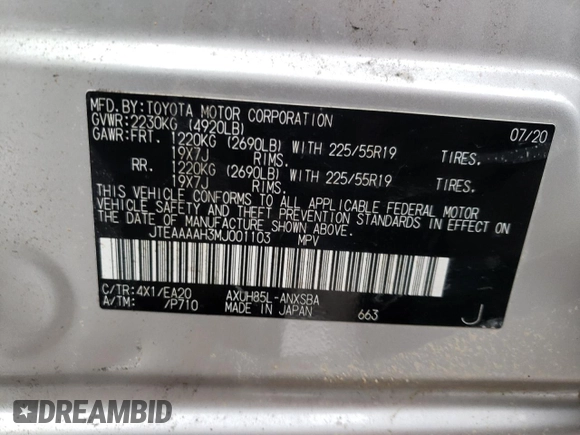 MFD.BY:TOYOTA MOTOR CORPORATION 07/20
GVWR:2230KG (4920LB)
GAWR:FRT. 1220KG (2690LB) WITH 225/55R19 TIRES.
19X7J RIMS.
RR. 1220KG (2690LB) WITH 225/55R19 TIRES.
19X7J RIMS.
THIS VEHICLE CONFORMS TO ALL APPLICABLE FEDERAL MOTOR
VEHICLE SAFETY AND THEFT PREVENTION STANDARDS IN EFFECT ON
THE DATE OF MANUFACTURE SHOWN ABOVE.
JTEAAAAH3MJ001103 MPV
C/TR:4X1/EA20 AXUH85L-ANXSBA
A/TM: /P710 MADE IN JAPAN 663 J
DREAMBID